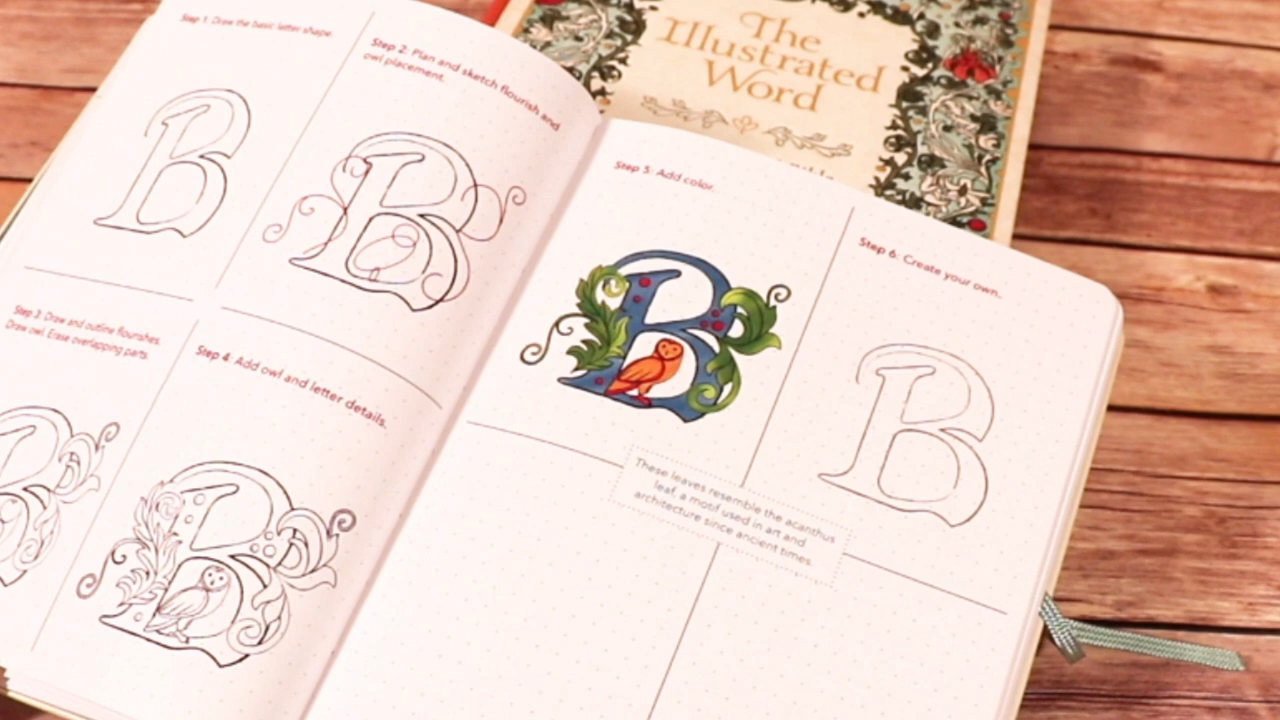 The
Illustrated
Word
Step 1: Draw the basic letter shape.
Step 2: Plan and sketch flourish and
owl placement.
Step 3: Draw and outline flourishes.
Draw owl. Erase overlapping parts.
Step 4: Add owl and letter details.
Step 5: Add color.
Step 6: Create your own.
These leaves resemble the acanthus
leaf, a motif used in art and
architecture since ancient times.
B
B
B
B
B
B